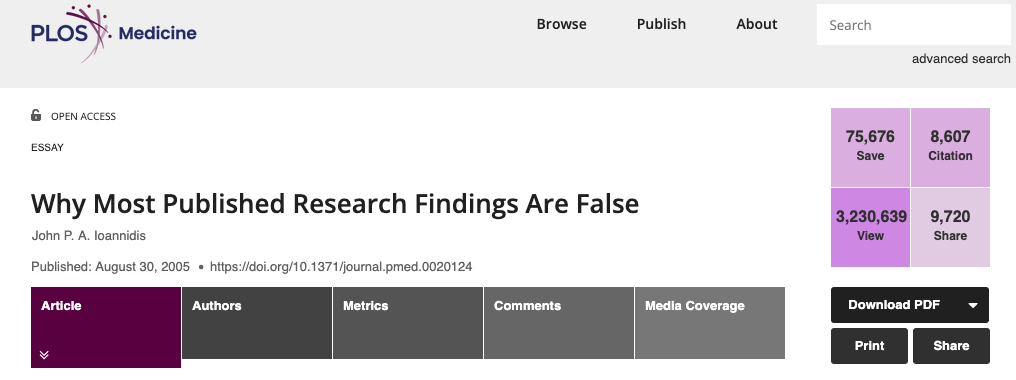 PLOS Medicine
Browse Publish About
Search
advanced search
OPEN ACCESS
ESSAY
Why Most Published Research Findings Are False
John P. A. Ioannidis
Published: August 30, 2005 • https://doi.org/10.1371/journal.pmed.0020124
75,676
Save
8,607
Citation
3,230,639
View
9,720
Share
Article
Authors
Metrics
Comments
Media Coverage
Download PDF
Print
Share